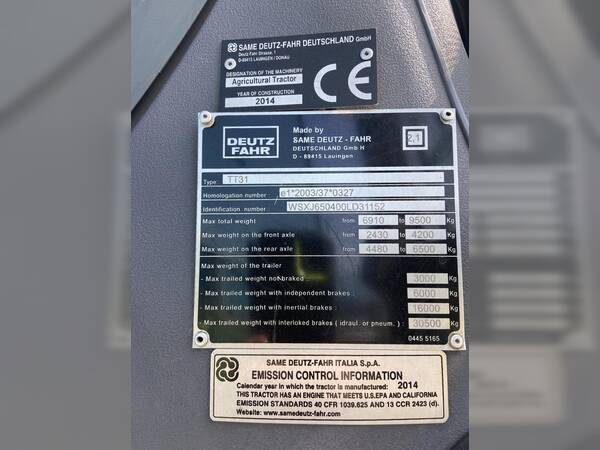 SAME DEUTZ-FAHR DEUTSCHLAND GmbH
Deutz Fahr Strasse, 1
D-89415 LAUINGEN / DONAU
DESIGNATION OF THE MACHINERY
Agricultural Tractor
YEAR OF CONSTRUCTION
2014
CE
DEUTZ
FAHR
Made by
SAME DEUTZ - FAHR
DEUTSCHLAND Gmb H
D - 89415 Lauingen
2,1
Type TT31
Homologation number e1*2003/37*0327
Identification number WSXJ650400LD31152
Max total weight from 6910 to 9500 Kg
Max weight on the front axle from 2430 to 4200 Kg
Max weight on the rear axle from 4480 to 6500 Kg
Max weight of the trailer
- Max trailed weight not braked : 3000 Kg
- Max trailed weight with independent brakes : 6000 Kg
- Max trailed weight with inertial brakes : 16000 Kg
- Max trailed weight with interloked brakes ( idraul. or pneum. ) : 30500 Kg
0445 5165
SAME DEUTZ-FAHR ITALIA S.p.A.
EMISSION CONTROL INFORMATION
Calendar year in which the tractor is manufactured: 2014
THIS TRACTOR HAS AN ENGINE THAT MEETS U.S.EPA AND CALIFORNIA
EMISSION STANDARDS 40 CFR 1039.625 AND 13 CCR 2423 (d).
Website: www.samedeutz-fahr.com